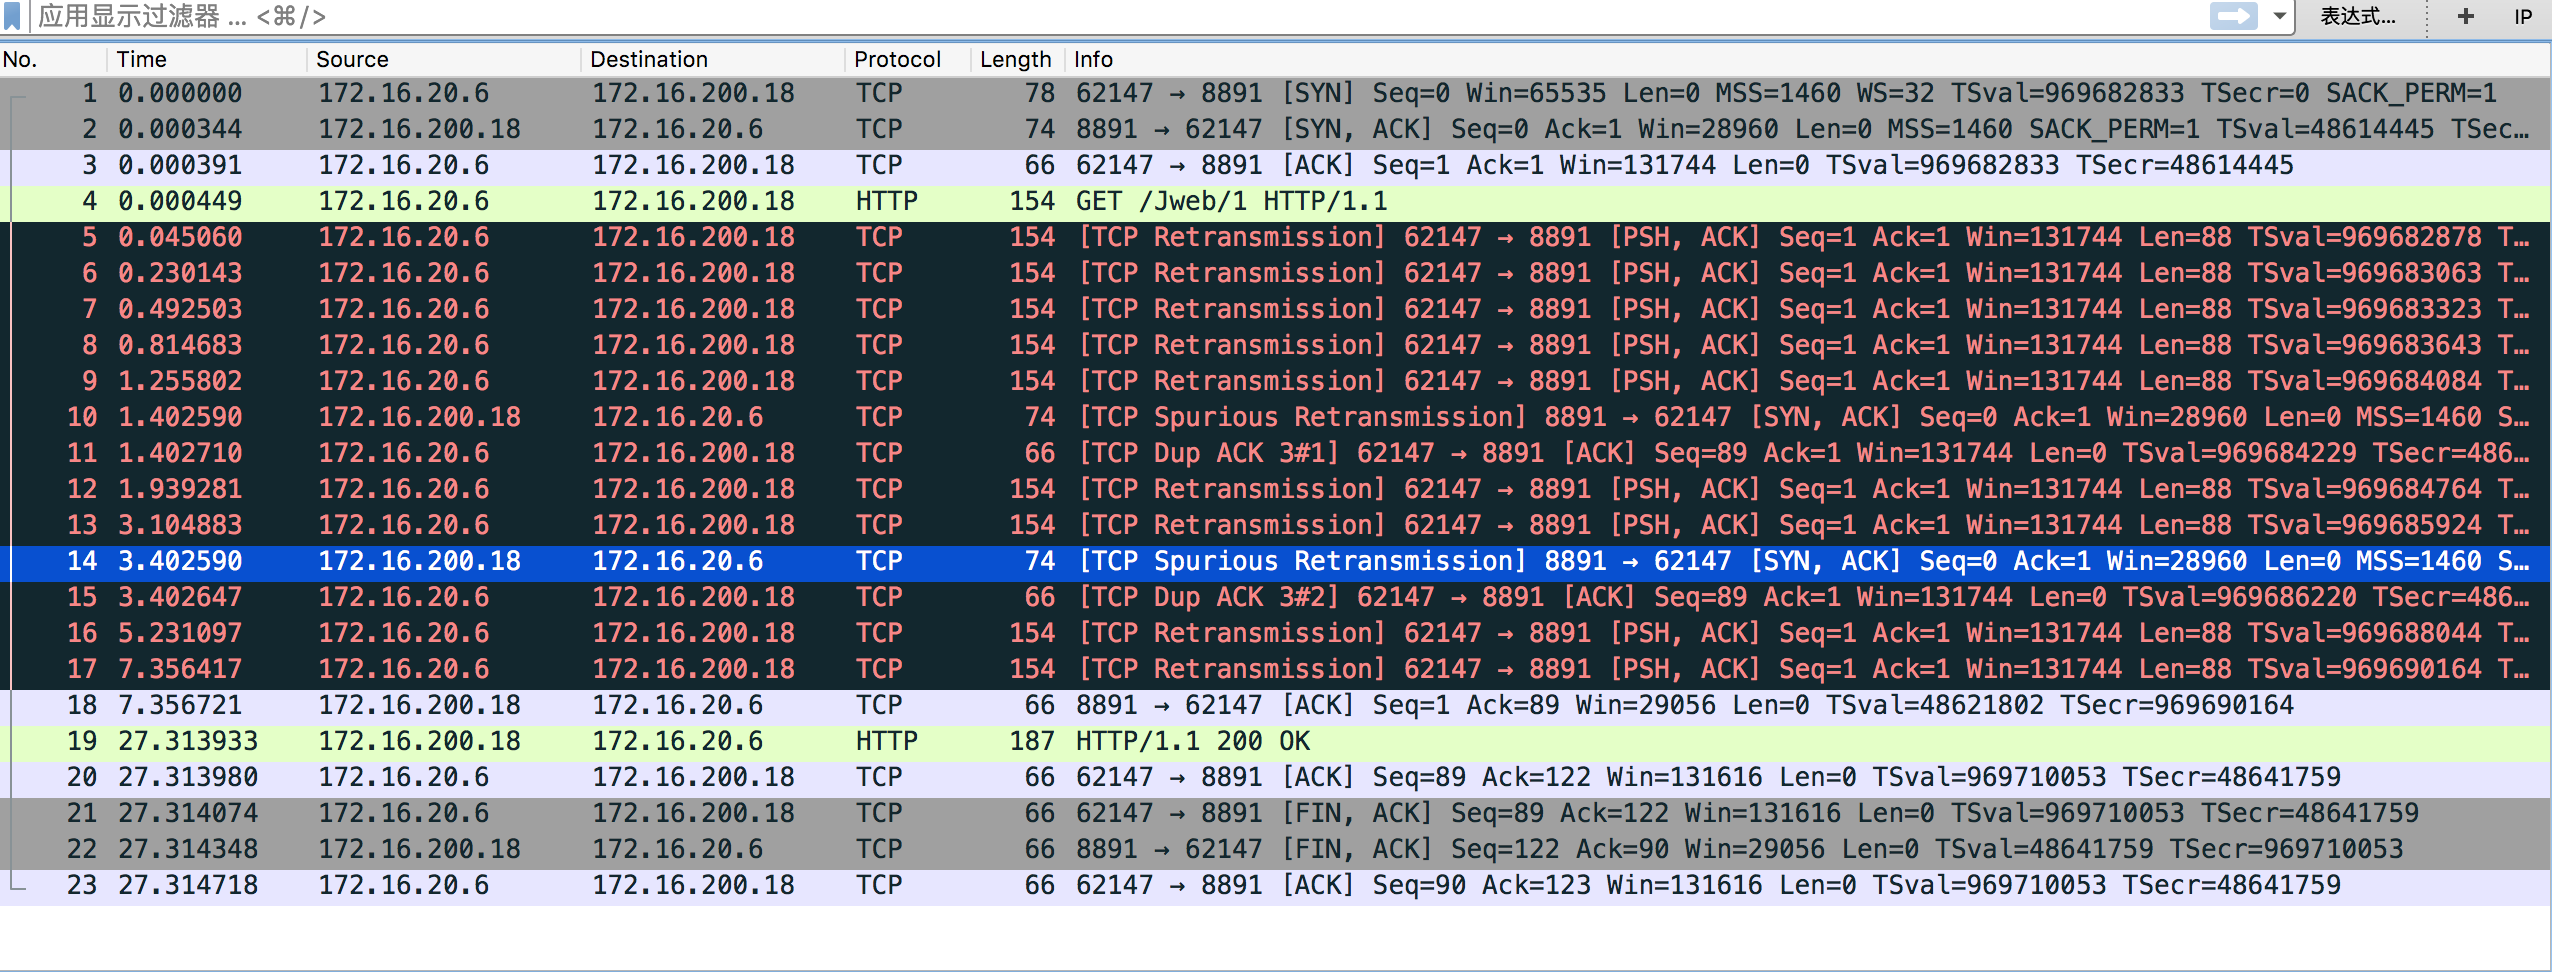 应用显示过滤器 ... <⌘/> 表达式... + IP
No. Time Source Destination Protocol Length Info
1 0.000000 172.16.20.6 172.16.200.18 TCP 78 62147 → 8891 [SYN] Seq=0 Win=65535 Len=0 MSS=1460 WS=32 TSval=969682833 TSecr=0 SACK_PERM=1
2 0.000344 172.16.200.18 172.16.20.6 TCP 74 8891 → 62147 [SYN, ACK] Seq=0 Ack=1 Win=28960 Len=0 MSS=1460 SACK_PERM=1 TSval=48614445 TSec…
3 0.000391 172.16.20.6 172.16.200.18 TCP 66 62147 → 8891 [ACK] Seq=1 Ack=1 Win=131744 Len=0 TSval=969682833 TSecr=48614445
4 0.000449 172.16.20.6 172.16.200.18 HTTP 154 GET /Jweb/1 HTTP/1.1
5 0.045060 172.16.20.6 172.16.200.18 TCP 154 [TCP Retransmission] 62147 → 8891 [PSH, ACK] Seq=1 Ack=1 Win=131744 Len=88 TSval=969682878 T…
6 0.230143 172.16.20.6 172.16.200.18 TCP 154 [TCP Retransmission] 62147 → 8891 [PSH, ACK] Seq=1 Ack=1 Win=131744 Len=88 TSval=969683063 T…
7 0.492503 172.16.20.6 172.16.200.18 TCP 154 [TCP Retransmission] 62147 → 8891 [PSH, ACK] Seq=1 Ack=1 Win=131744 Len=88 TSval=969683323 T…
8 0.814683 172.16.20.6 172.16.200.18 TCP 154 [TCP Retransmission] 62147 → 8891 [PSH, ACK] Seq=1 Ack=1 Win=131744 Len=88 TSval=969683643 T…
9 1.255802 172.16.20.6 172.16.200.18 TCP 154 [TCP Retransmission] 62147 → 8891 [PSH, ACK] Seq=1 Ack=1 Win=131744 Len=88 TSval=969684084 T…
10 1.402590 172.16.200.18 172.16.20.6 TCP 74 [TCP Spurious Retransmission] 8891 → 62147 [SYN, ACK] Seq=0 Ack=1 Win=28960 Len=0 MSS=1460 S…
11 1.402710 172.16.20.6 172.16.200.18 TCP 66 [TCP Dup ACK 3#1] 62147 → 8891 [ACK] Seq=89 Ack=1 Win=131744 Len=0 TSval=969684229 TSecr=486…
12 1.939281 172.16.20.6 172.16.200.18 TCP 154 [TCP Retransmission] 62147 → 8891 [PSH, ACK] Seq=1 Ack=1 Win=131744 Len=88 TSval=969684764 T…
13 3.104883 172.16.20.6 172.16.200.18 TCP 154 [TCP Retransmission] 62147 → 8891 [PSH, ACK] Seq=1 Ack=1 Win=131744 Len=88 TSval=969685924 T…
14 3.402590 172.16.200.18 172.16.20.6 TCP 74 [TCP Spurious Retransmission] 8891 → 62147 [SYN, ACK] Seq=0 Ack=1 Win=28960 Len=0 MSS=1460 S…
15 3.402647 172.16.20.6 172.16.200.18 TCP 66 [TCP Dup ACK 3#2] 62147 → 8891 [ACK] Seq=89 Ack=1 Win=131744 Len=0 TSval=969686220 TSecr=486…
16 5.231097 172.16.20.6 172.16.200.18 TCP 154 [TCP Retransmission] 62147 → 8891 [PSH, ACK] Seq=1 Ack=1 Win=131744 Len=88 TSval=969688044 T…
17 7.356417 172.16.20.6 172.16.200.18 TCP 154 [TCP Retransmission] 62147 → 8891 [PSH, ACK] Seq=1 Ack=1 Win=131744 Len=88 TSval=969690164 T…
18 7.356721 172.16.200.18 172.16.20.6 TCP 66 8891 → 62147 [ACK] Seq=1 Ack=89 Win=29056 Len=0 TSval=48621802 TSecr=969690164
19 27.313933 172.16.200.18 172.16.20.6 HTTP 187 HTTP/1.1 200 OK
20 27.313980 172.16.20.6 172.16.200.18 TCP 66 62147 → 8891 [ACK] Seq=89 Ack=122 Win=131616 Len=0 TSval=969710053 TSecr=48641759
21 27.314074 172.16.20.6 172.16.200.18 TCP 66 62147 → 8891 [FIN, ACK] Seq=89 Ack=122 Win=131616 Len=0 TSval=969710053 TSecr=48641759
22 27.314348 172.16.200.18 172.16.20.6 TCP 66 8891 → 62147 [FIN, ACK] Seq=122 Ack=90 Win=29056 Len=0 TSval=48641759 TSecr=969710053
23 27.314718 172.16.20.6 172.16.200.18 TCP 66 62147 → 8891 [ACK] Seq=90 Ack=123 Win=131616 Len=0 TSval=969710053 TSecr=48641759